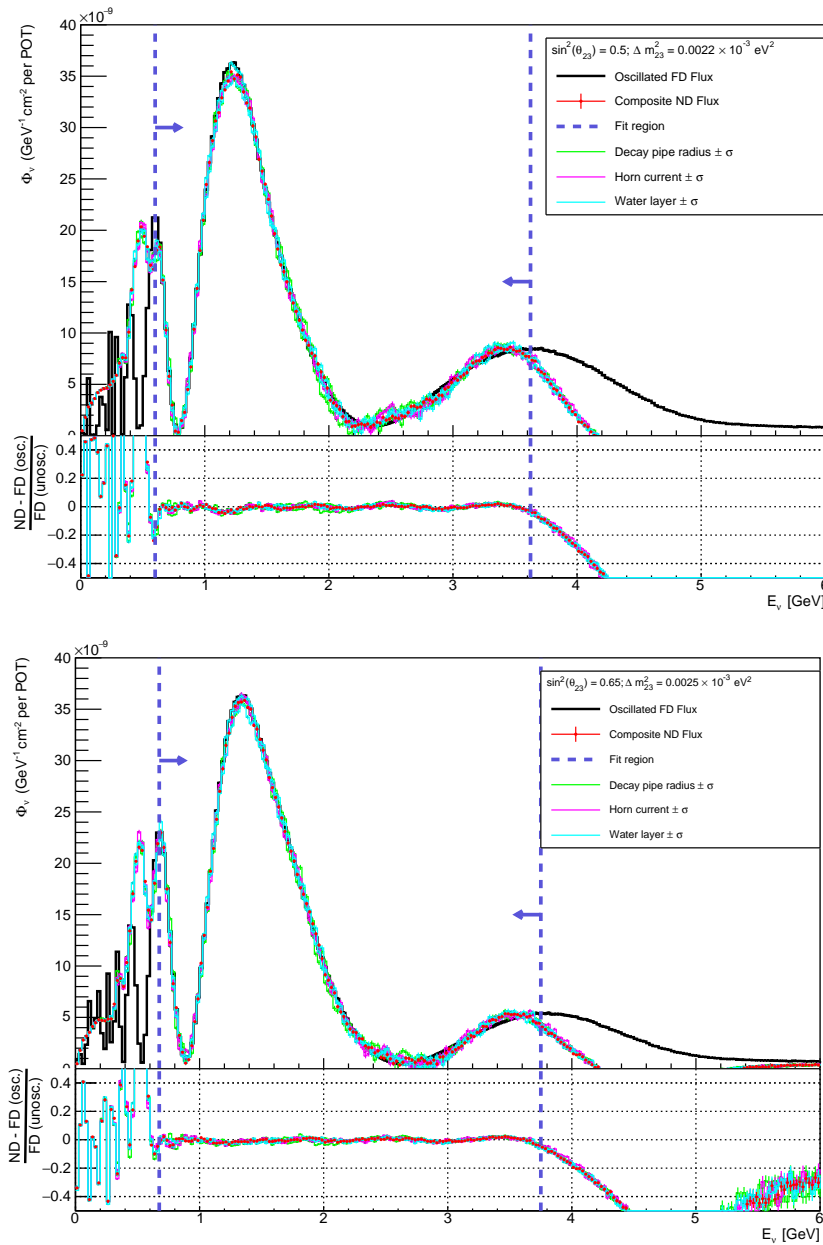 ×10⁻⁹
40
35
30
25
20
15
10
5
Φν (GeV⁻¹ cm⁻² per POT)
sin²(θ₂₃) = 0.5; Δ m²₂₃ = 0.0022 × 10⁻³ eV²
Oscillated FD Flux
Composite ND Flux
Fit region
Decay pipe radius ± σ
Horn current ± σ
Water layer ± σ
ND - FD (osc.)
FD (unosc.)
0.4
0.2
0
−0.2
−0.4
0 1 2 3 4 5 6
Eν [GeV]
×10⁻⁹
40
35
30
25
20
15
10
5
Φν (GeV⁻¹ cm⁻² per POT)
sin²(θ₂₃) = 0.65; Δ m²₂₃ = 0.0025 × 10⁻³ eV²
Oscillated FD Flux
Composite ND Flux
Fit region
Decay pipe radius ± σ
Horn current ± σ
Water layer ± σ
ND - FD (osc.)
FD (unosc.)
0.4
0.2
0
−0.2
−0.4
0 1 2 3 4 5 6
Eν [GeV]